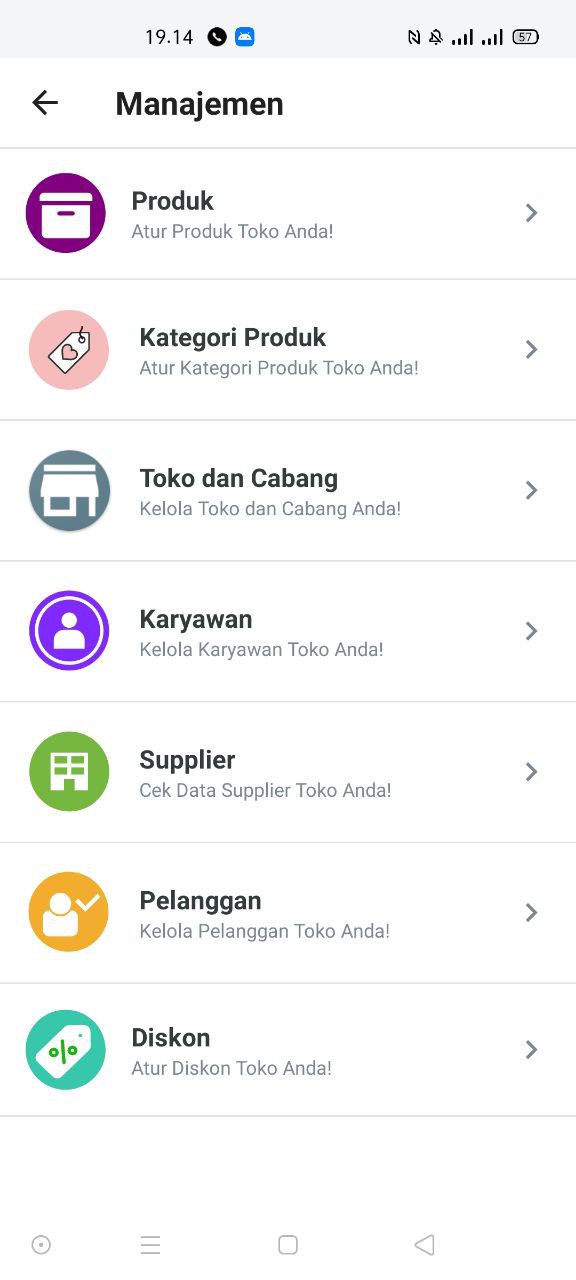 19.14
57
Manajemen
Produk
Atur Produk Toko Anda!
Kategori Produk
Atur Kategori Produk Toko Anda!
Toko dan Cabang
Kelola Toko dan Cabang Anda!
Karyawan
Kelola Karyawan Toko Anda!
Supplier
Cek Data Supplier Toko Anda!
Pelanggan
Kelola Pelanggan Toko Anda!
Diskon
Atur Diskon Toko Anda!